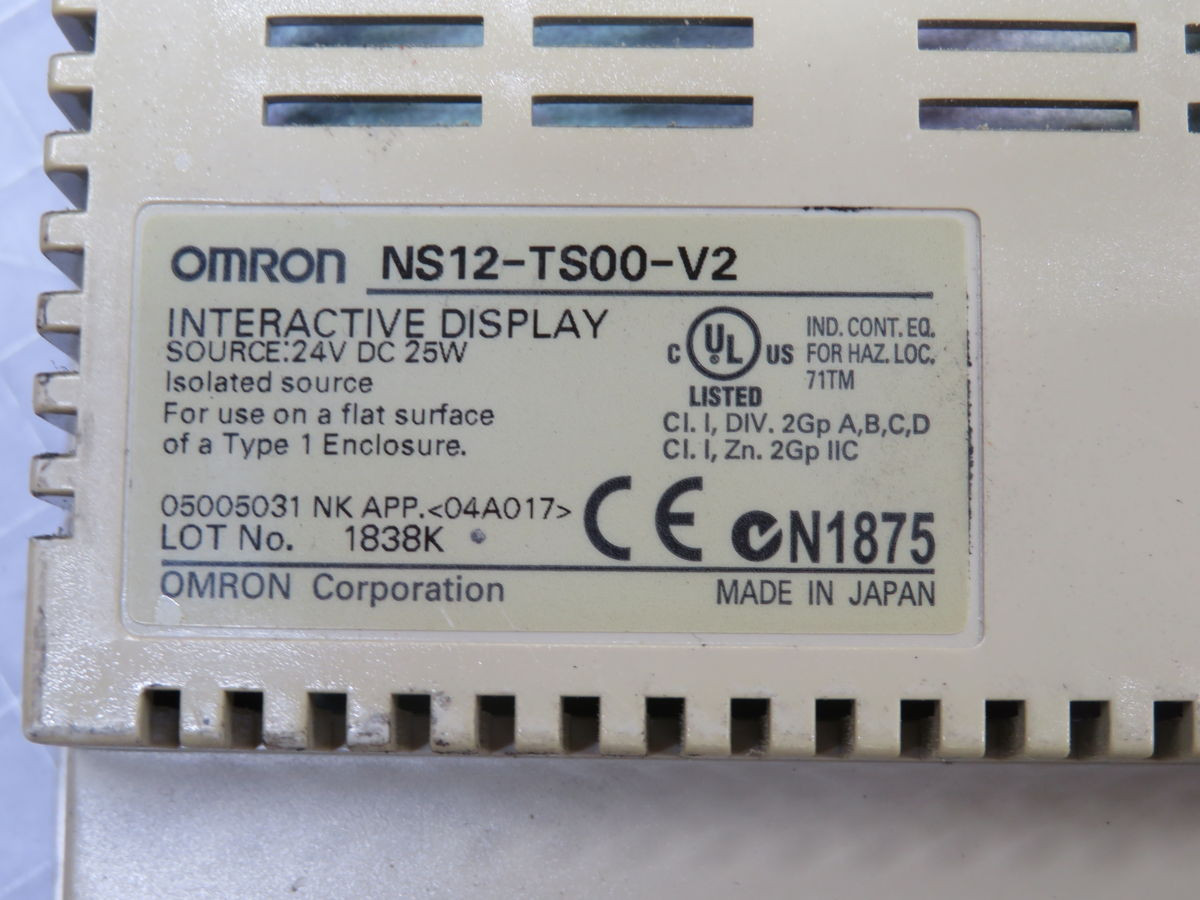 OMRON NS12-TS00-V2
INTERACTIVE DISPLAY
SOURCE:24V DC 25W
Isolated source
For use on a flat surface
of a Type 1 Enclosure.
C UL US
LISTED
IND. CONT. EQ.
FOR HAZ. LOC.
71TM
Cl. I, DIV. 2Gp A,B,C,D
Cl. I, Zn. 2Gp IIC
05005031 NK APP.<04A017>
LOT No. 1838K
CE N1875
OMRON Corporation
MADE IN JAPAN